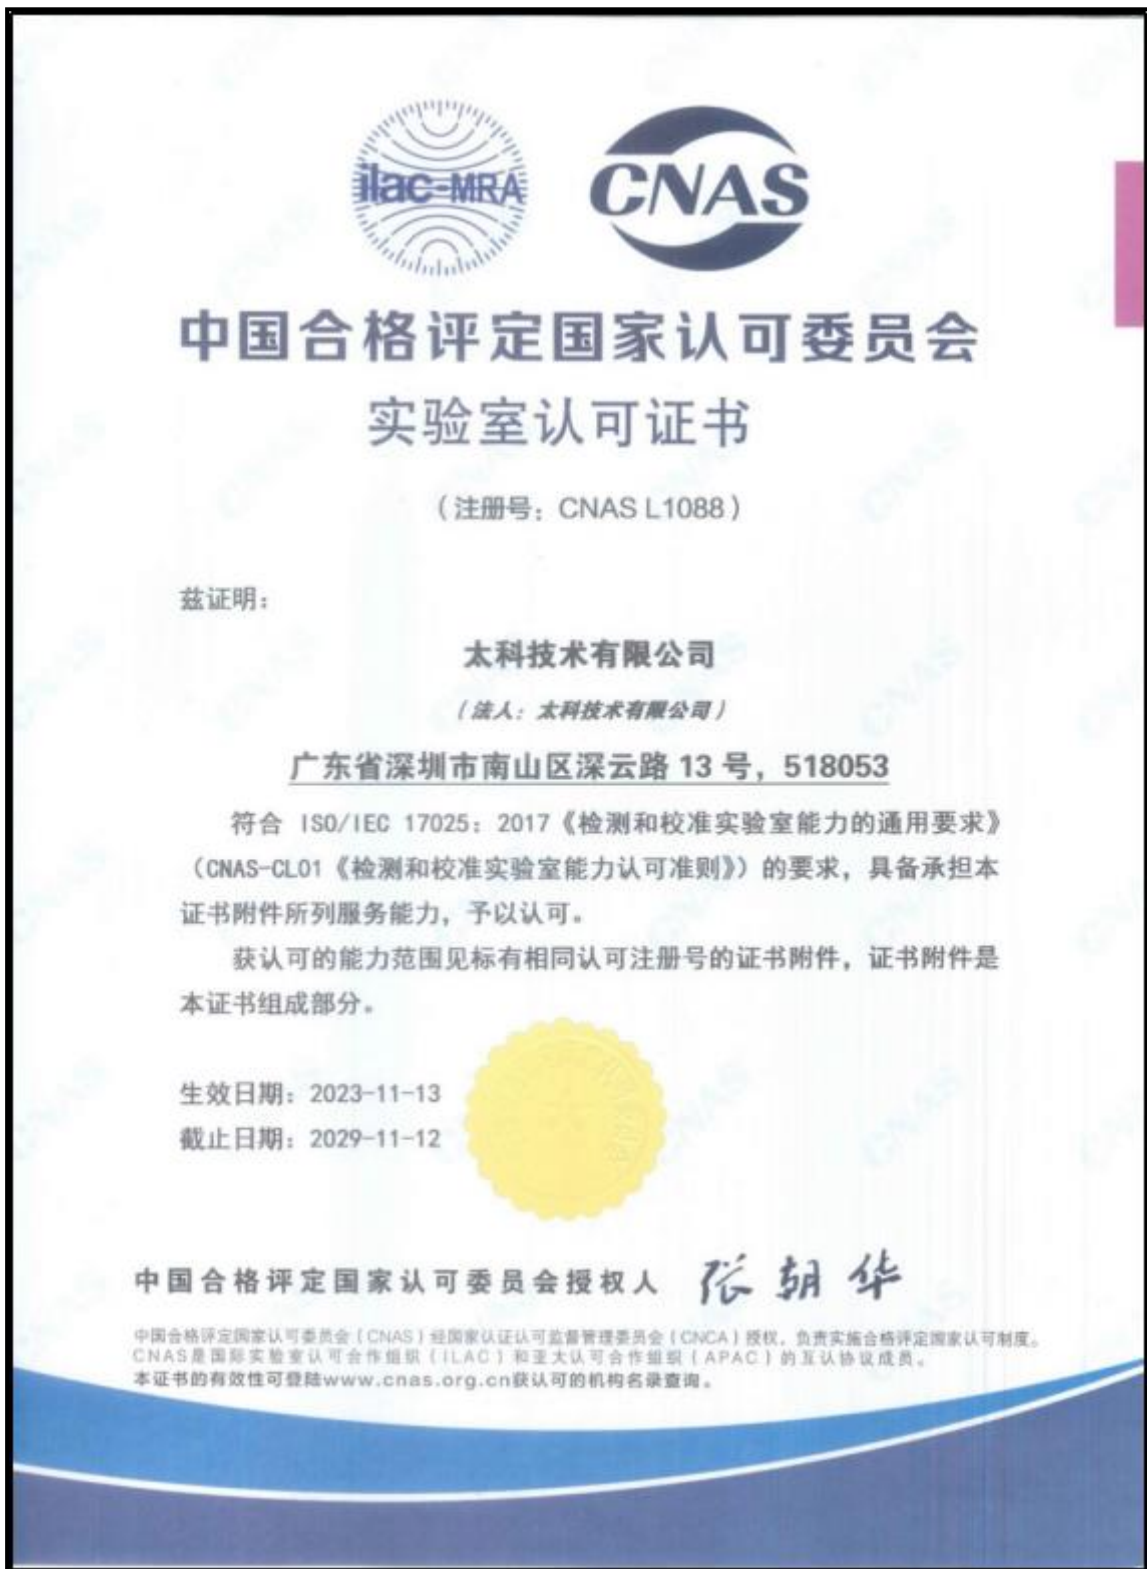 ilac-MRA
CNAS
中国合格评定国家认可委员会
实验室认可证书
（注册号：CNAS L1088）
兹证明：
太科技术有限公司
（法人：太科技术有限公司）
广东省深圳市南山区深云路 13 号，518053
符合 ISO/IEC 17025：2017《检测和校准实验室能力的通用要求》
（CNAS-CL01《检测和校准实验室能力认可准则》）的要求，具备承担本
证书附件所列服务能力，予以认可。
获认可的能力范围见标有相同认可注册号的证书附件，证书附件是
本证书组成部分。
生效日期：2023-11-13
截止日期：2029-11-12
中国合格评定国家认可委员会授权人 张朝华
中国合格评定国家认可委员会（CNAS）经国家认证认可监督管理委员会（CNCA）授权，负责实施合格评定国家认可制度。
CNAS是国际实验室认可合作组织（ILAC）和亚太认可合作组织（APAC）的互认协议成员。
本证书的有效性可登陆www.cnas.org.cn获认可的机构名录查询。